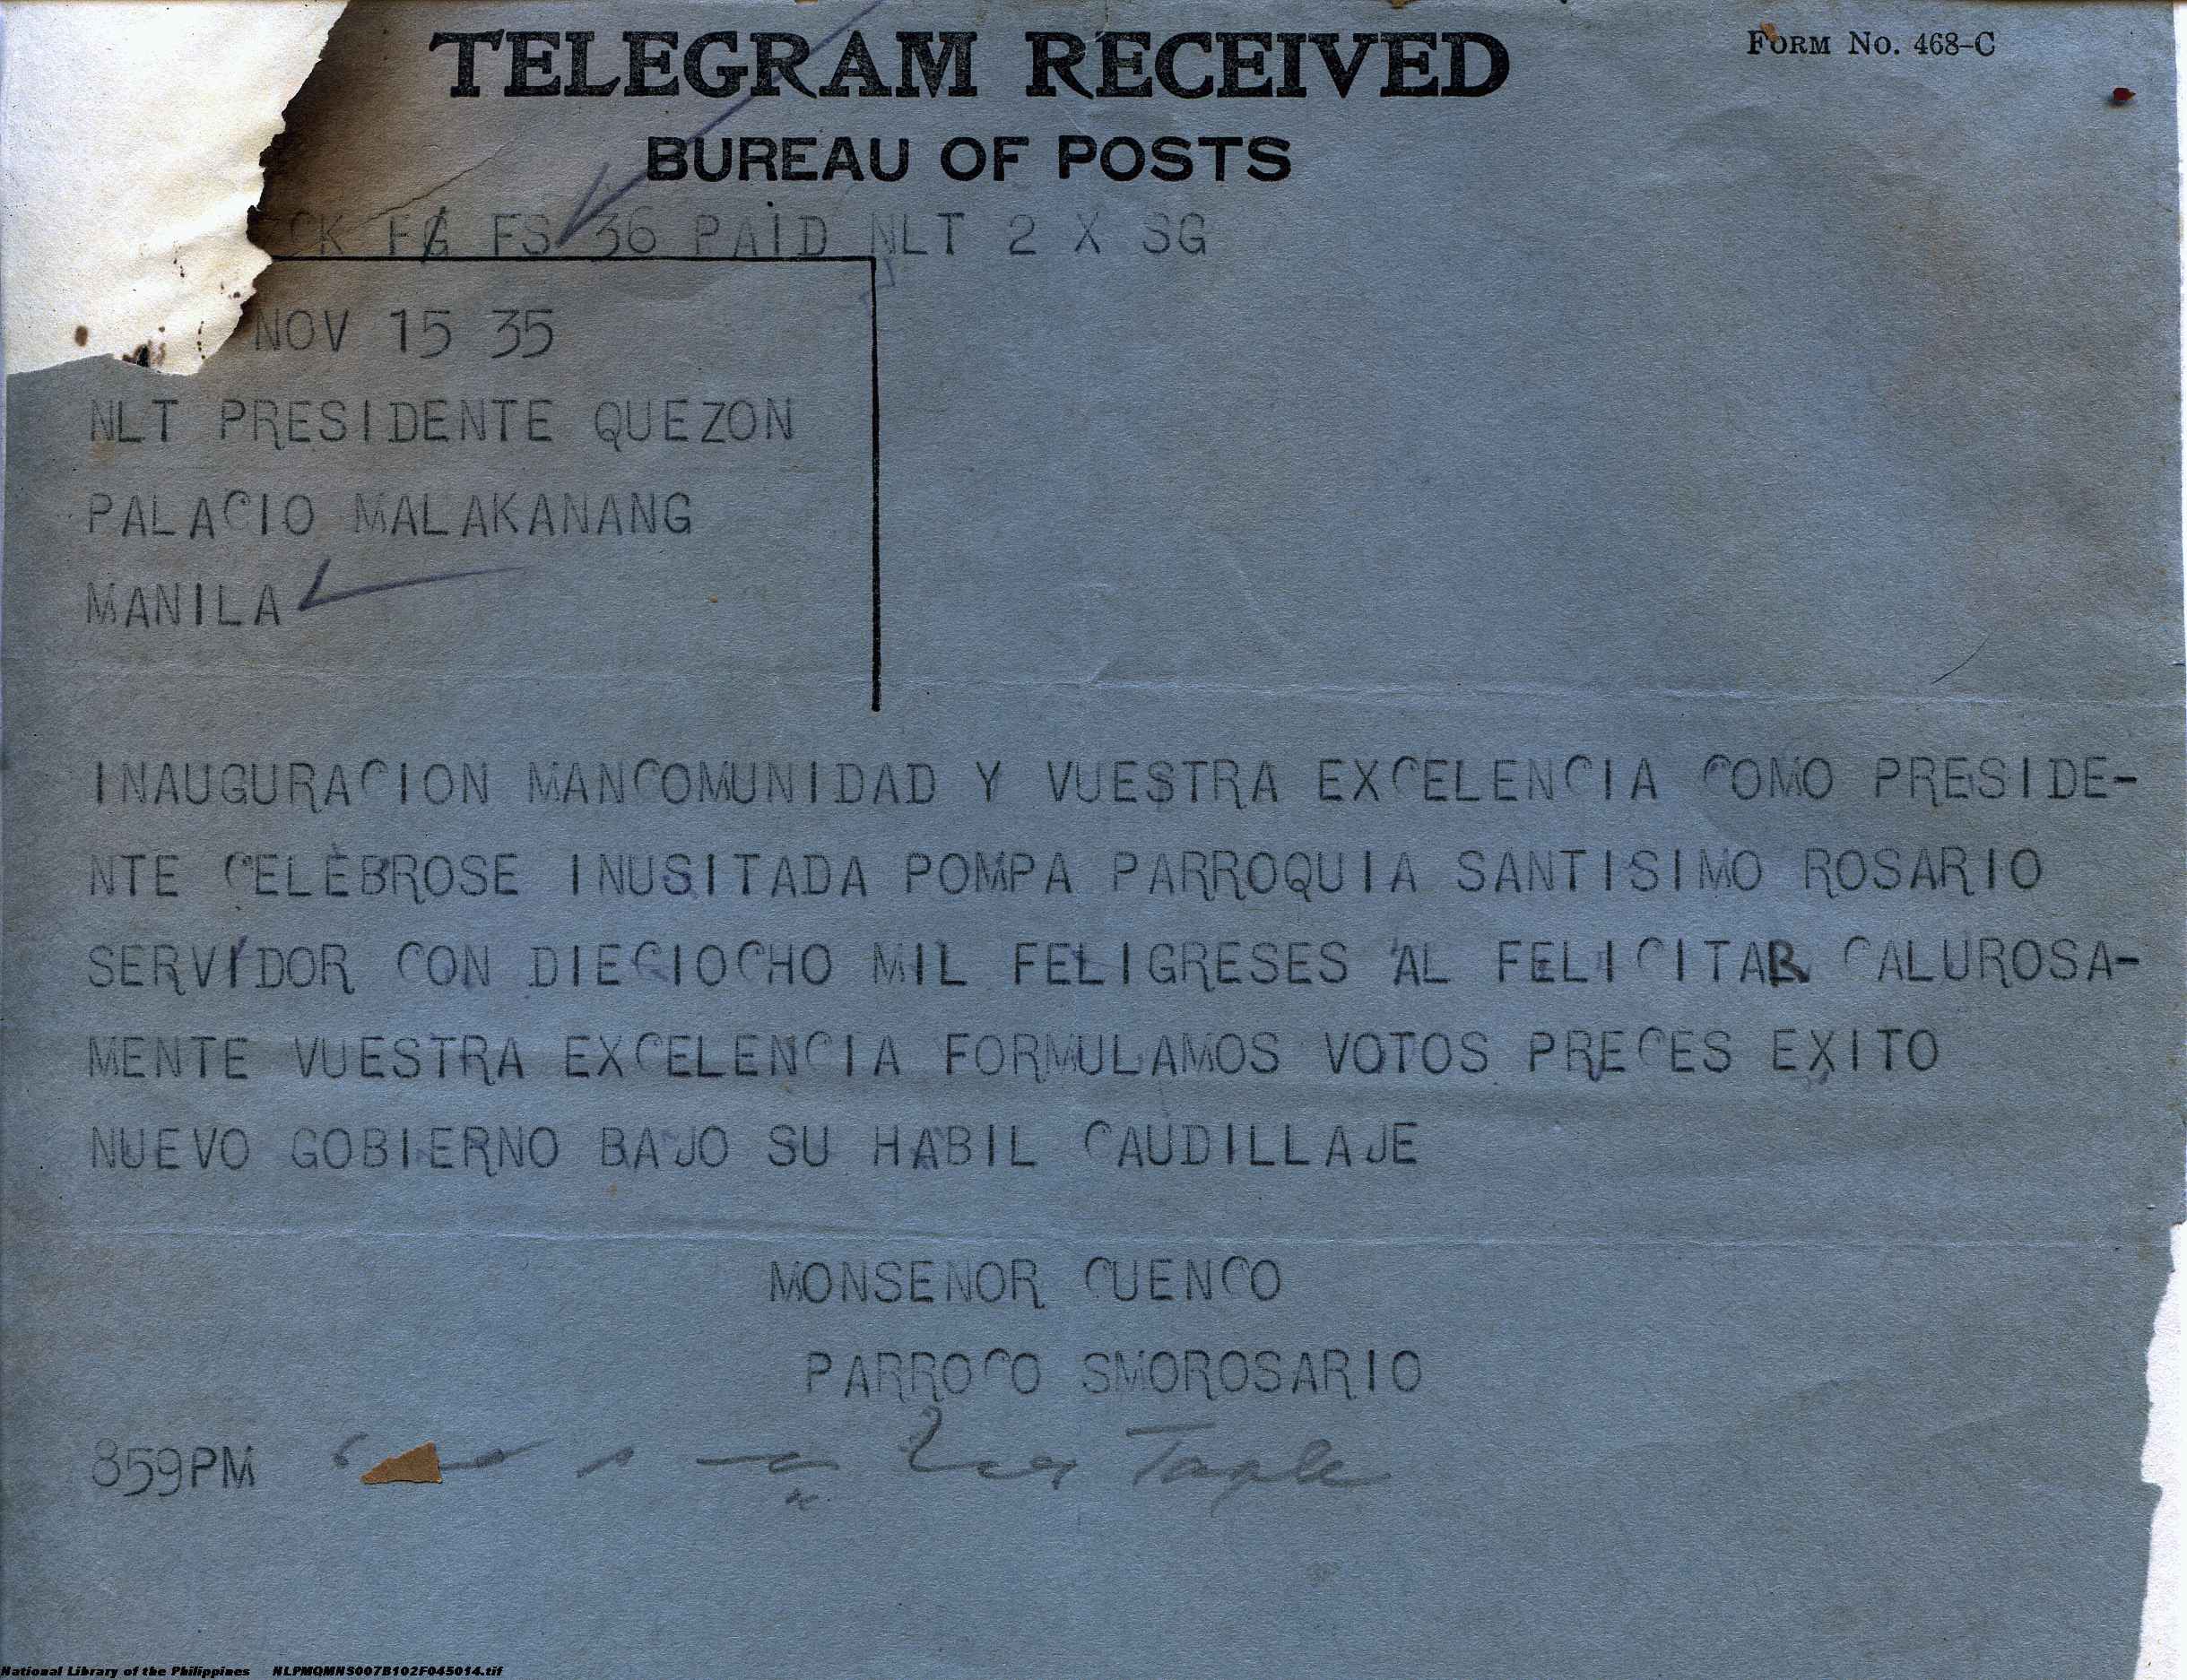 TELEGRAM RECEIVED
FORM NO. 468-C
BUREAU OF POSTS
FS 36 PAID NLT 2 X SG
NOV 15 35
NLT PRESIDENTE QUEZON
PALACIO MALAKANANG
MANILA
INAUGURACION MANCOMUNIDAD Y VUESTRA EXCELENCIA COMO PRESIDE-
NTE CELEBROSE INUSITADA POMPA PARROQUIA SANTISIMO ROSARIO
SERVIDOR CON DIECIOCHO MIL FELIGRESES AL FELICITAR CALUROSA-
MENTE VUESTRA EXCELENCIA FORMULAMOS VOTOS PRECES EXITO
NUEVO GOBIERNO BAJO SU HABIL CAUDILLAJE
MONSENOR CUENCO
PARROCO SMOROSARIO
859PM
National Library of the Philippines NLPMQMNS007B102F045014.tif